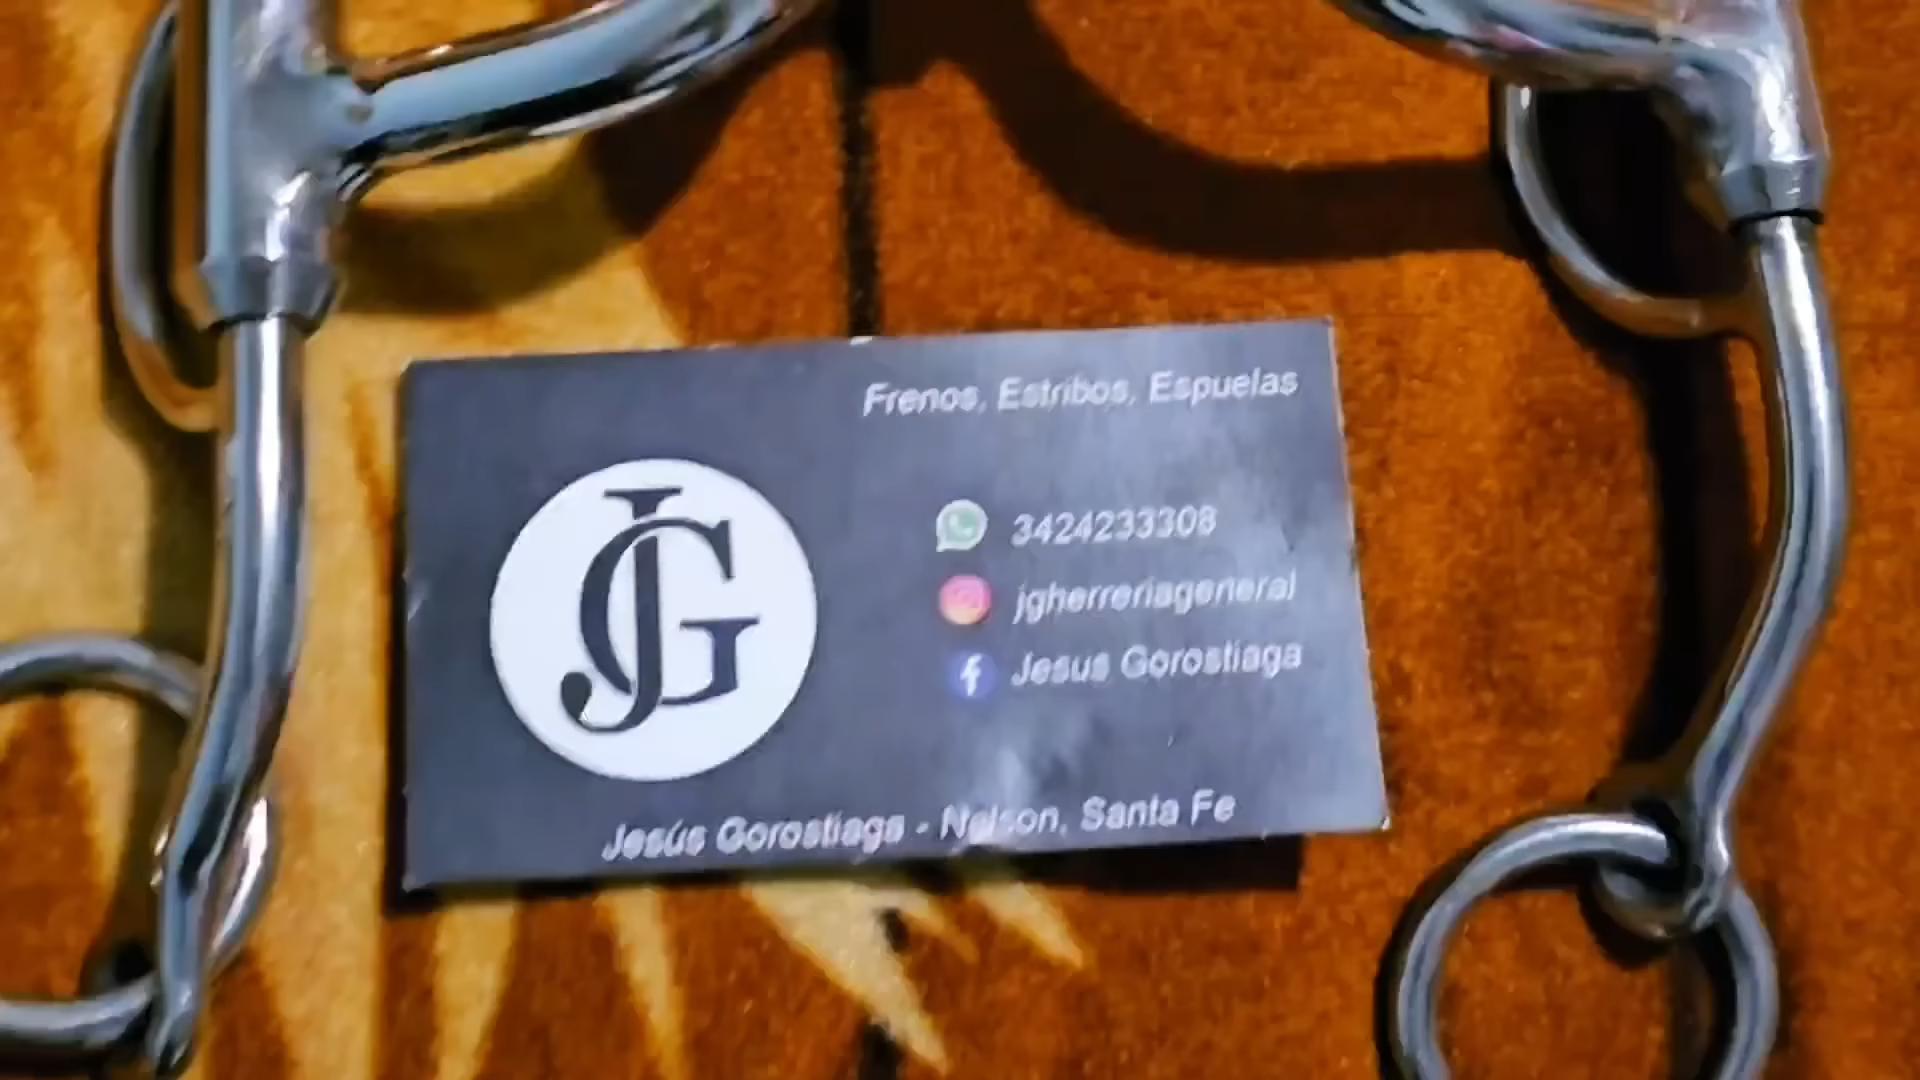 Frenos, Estribos, Espuelas
JG
3424233308
jgherreriageneral
Jesus Gorostiaga
Jesús Gorostiaga - Nelson, Santa Fe